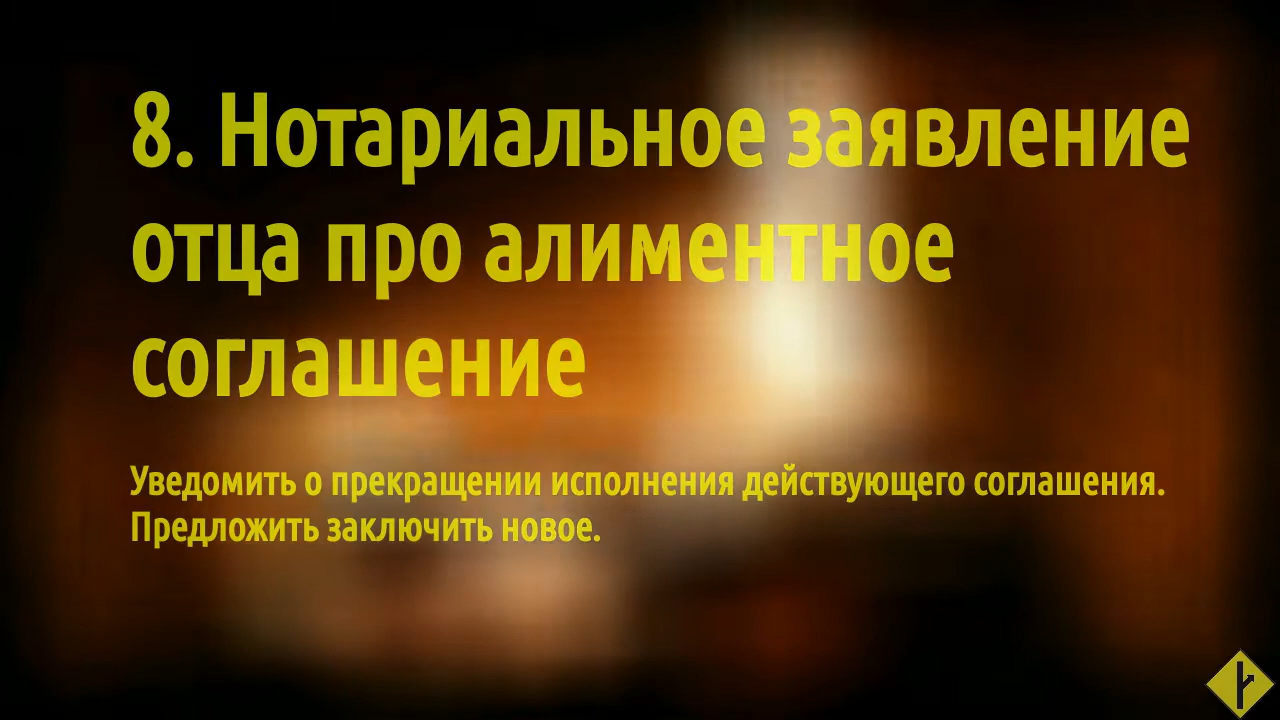 8. Нотариальное заявление
отца про алиментное
соглашение
Уведомить о прекращении исполнения действующего соглашения.
Предложить заключить новое.